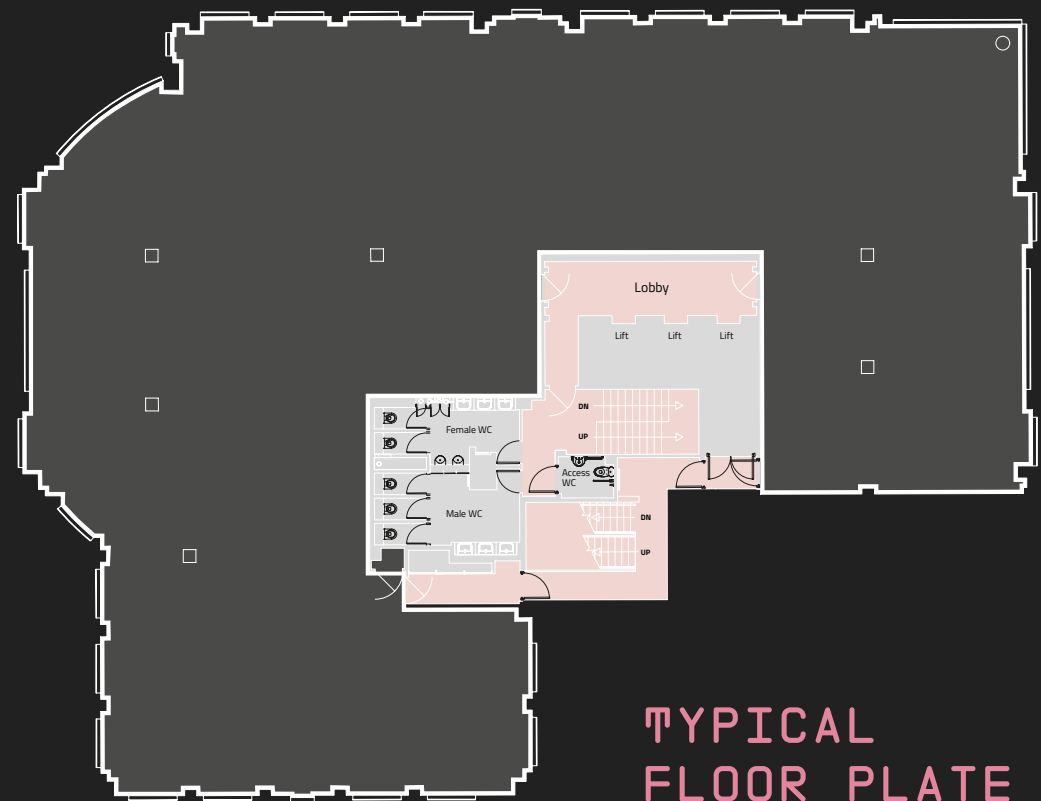 Lobby
Lift
Lift
Lift
DN
UP
Female WC
Access
WC
Male WC
DN
UP
TYPICAL
FLOOR PLATE